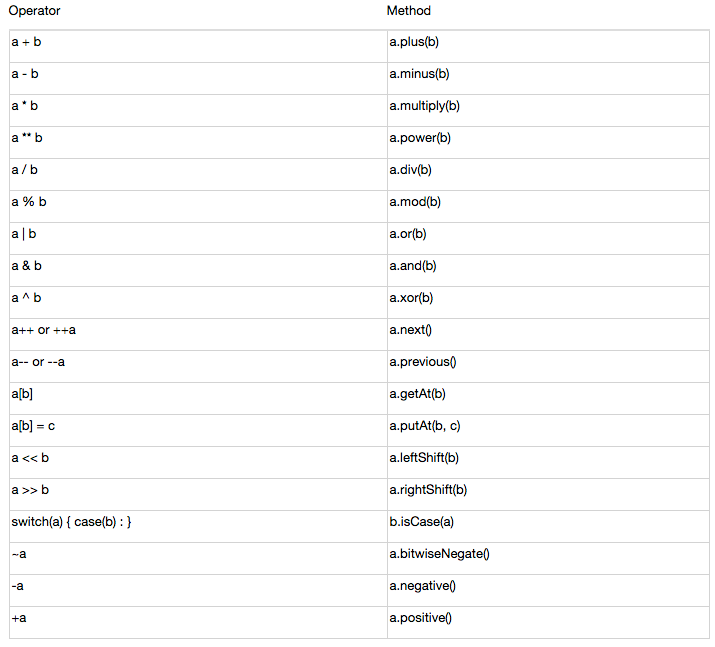 Operator Method
a + b a.plus(b)
a - b a.minus(b)
a * b a.multiply(b)
a ** b a.power(b)
a / b a.div(b)
a % b a.mod(b)
a | b a.or(b)
a & b a.and(b)
a ^ b a.xor(b)
a++ or ++a a.next()
a-- or --a a.previous()
a[b] a.getAt(b)
a[b] = c a.putAt(b, c)
a << b a.leftShift(b)
a >> b a.rightShift(b)
switch(a) { case(b) : } b.isCase(a)
~a a.bitwiseNegate()
-a a.negative()
+a a.positive()